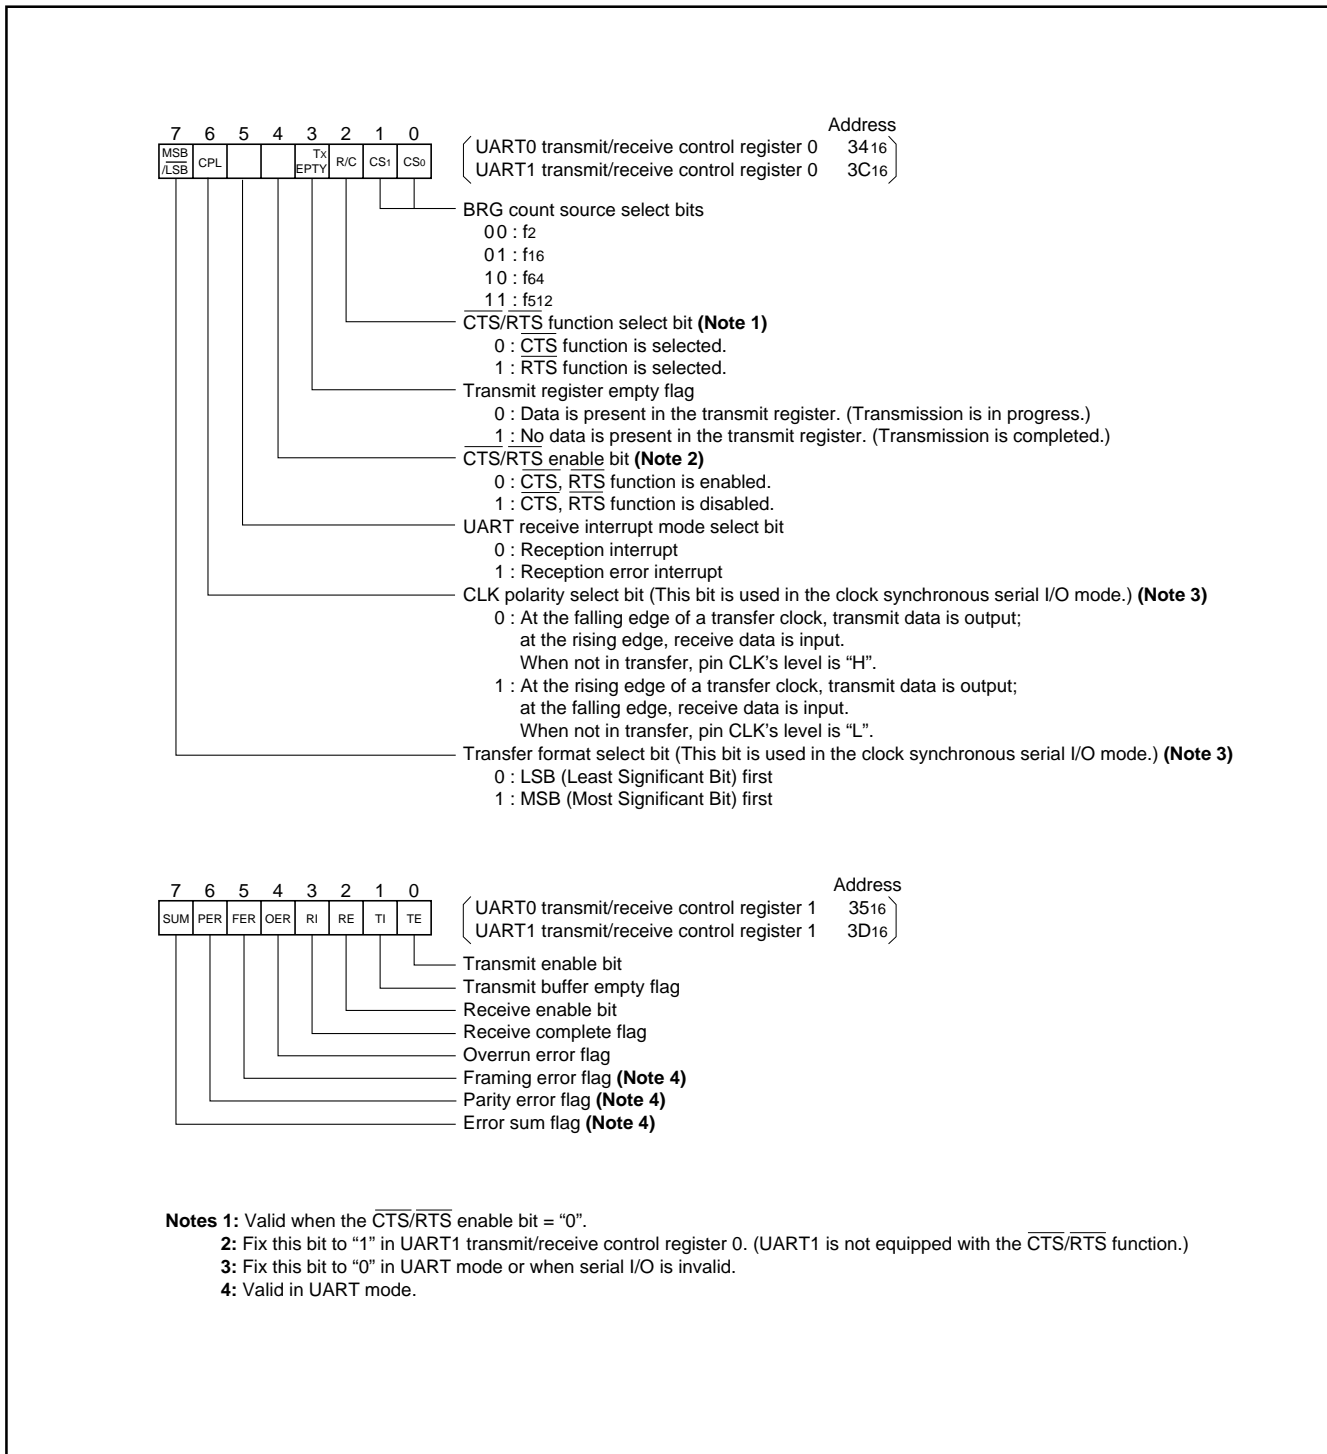 Address
7 6 5 4 3 2 1 0
MSB/LSB CPL TX EPTY R/C CS1 CS0
UART0 transmit/receive control register 0 3416
UART1 transmit/receive control register 0 3C16
BRG count source select bits
0 0 : f2
0 1 : f16
1 0 : f64
1 1 : f512
CTS/RTS function select bit (Note 1)
0 : CTS function is selected.
1 : RTS function is selected.
Transmit register empty flag
0 : Data is present in the transmit register. (Transmission is in progress.)
1 : No data is present in the transmit register. (Transmission is completed.)
CTS/RTS enable bit (Note 2)
0 : CTS, RTS function is enabled.
1 : CTS, RTS function is disabled.
UART receive interrupt mode select bit
0 : Reception interrupt
1 : Reception error interrupt
CLK polarity select bit (This bit is used in the clock synchronous serial I/O mode.) (Note 3)
0 : At the falling edge of a transfer clock, transmit data is output;
at the rising edge, receive data is input.
When not in transfer, pin CLK’s level is “H”.
1 : At the rising edge of a transfer clock, transmit data is output;
at the falling edge, receive data is input.
When not in transfer, pin CLK’s level is “L”.
Transfer format select bit (This bit is used in the clock synchronous serial I/O mode.) (Note 3)
0 : LSB (Least Significant Bit) first
1 : MSB (Most Significant Bit) first
Address
7 6 5 4 3 2 1 0
SUM PER FER OER RI RE TI TE
UART0 transmit/receive control register 1 3516
UART1 transmit/receive control register 1 3D16
Transmit enable bit
Transmit buffer empty flag
Receive enable bit
Receive complete flag
Overrun error flag
Framing error flag (Note 4)
Parity error flag (Note 4)
Error sum flag (Note 4)
Notes 1: Valid when the CTS/RTS enable bit = “0”.
2: Fix this bit to “1” in UART1 transmit/receive control register 0. (UART1 is not equipped with the CTS/RTS function.)
3: Fix this bit to “0” in UART mode or when serial I/O is invalid.
4: Valid in UART mode.